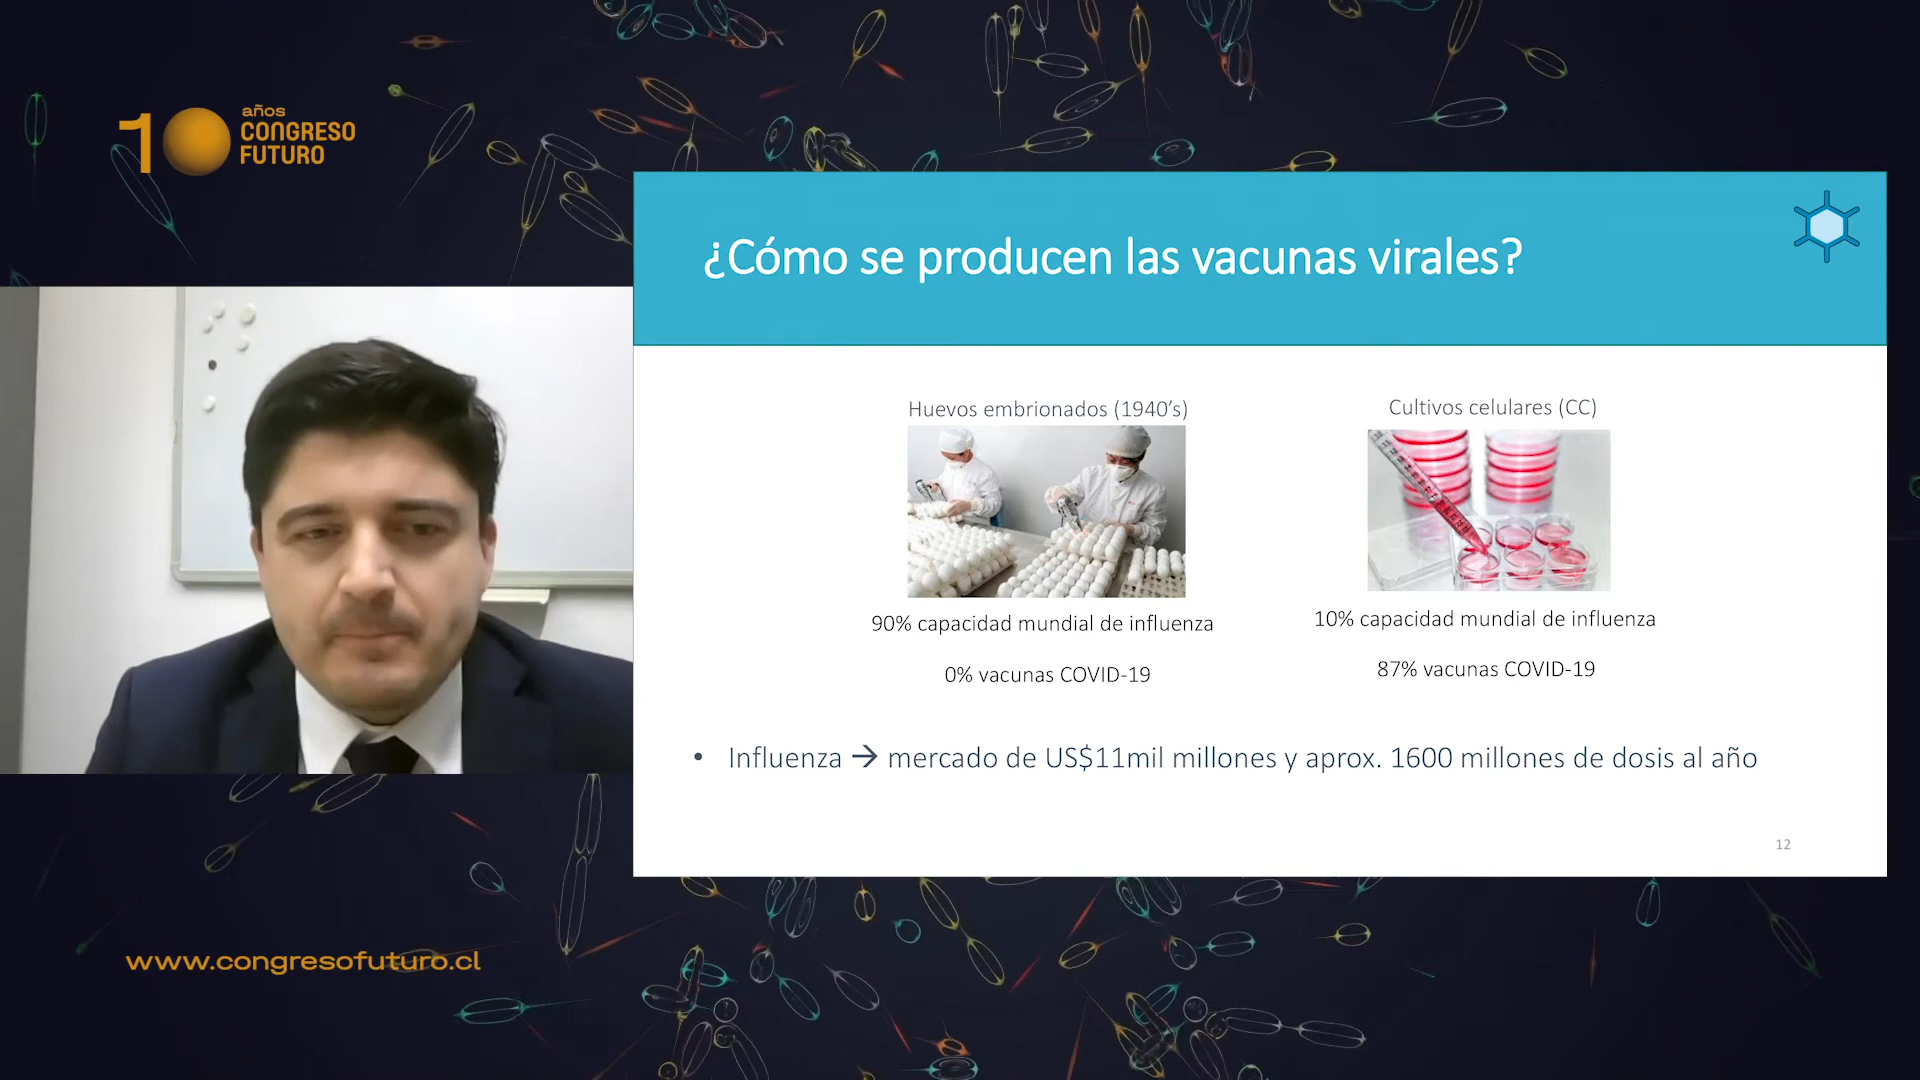 10 años
CONGRESO
FUTURO
¿Cómo se producen las vacunas virales?
Huevos embrionados (1940's)
Cultivos celulares (CC)
90% capacidad mundial de influenza
10% capacidad mundial de influenza
0% vacunas COVID-19
87% vacunas COVID-19
• Influenza → mercado de US$11mil millones y aprox. 1600 millones de dosis al año
12
www.congresofuturo.cl